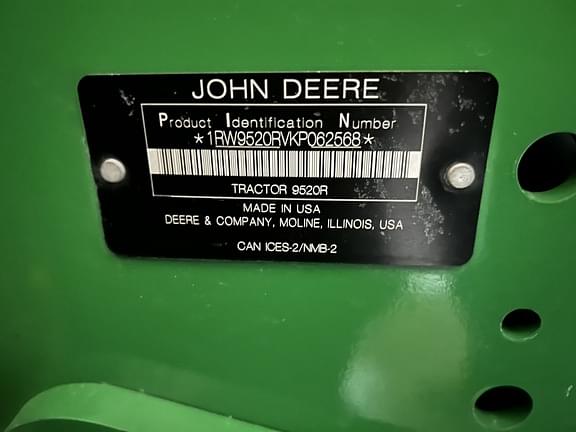 JOHN DEERE
Product Identification Number
*1RW9520RVKP062568*
TRACTOR 9520R
MADE IN USA
DEERE & COMPANY, MOLINE, ILLINOIS, USA
CAN ICES-2/NMB-2